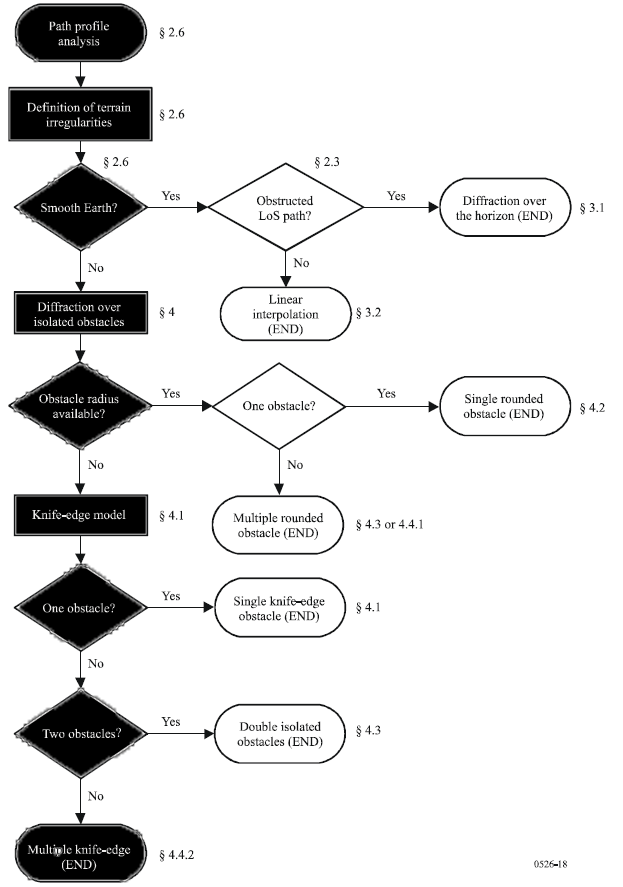 Path profile
analysis
§ 2.6
Definition of terrain
irregularities
§ 2.6
§ 2.6
§ 2.3
Smooth Earth?
Yes
Obstructed
LoS path?
Yes
Diffraction over
the horizon (END)
§ 3.1
No
No
Diffraction over
isolated obstacles
§ 4
Linear
interpolation
(END)
§ 3.2
Obstacle radius
available?
Yes
One obstacle?
Yes
Single rounded
obstacle (END)
§ 4.2
No
No
Knife-edge model
§ 4.1
Multiple rounded
obstacle (END)
§ 4.3 or 4.4.1
One obstacle?
Yes
Single knife-edge
obstacle (END)
§ 4.1
No
Two obstacles?
Yes
Double isolated
obstacles (END)
§ 4.3
No
Multiple knife-edge
(END)
§ 4.4.2
0526-18